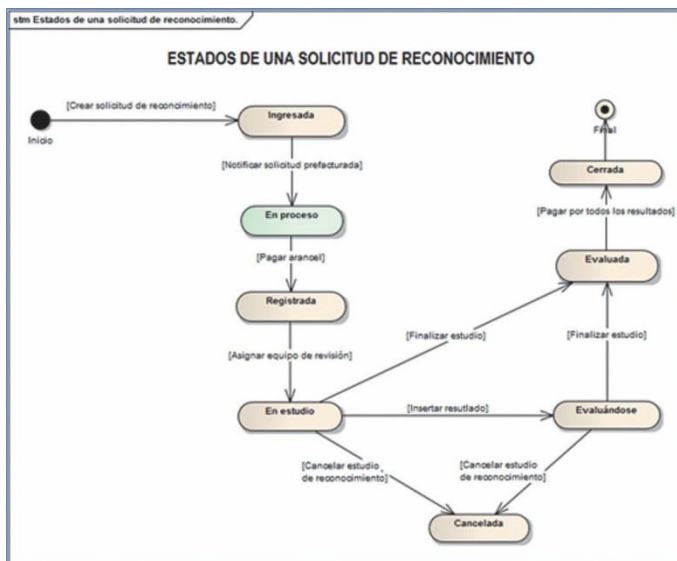 stm Estados de una solicitud de reconocimiento.
ESTADOS DE UNA SOLICITUD DE RECONOCIMIENTO
[Crear solicitud de reconcimiento]
Inicio
Ingresada
Final
[Notificar solicitud prefacturada]
Cerrada
En proceso
[Pagar por todos los resultados]
[Pagar arancel]
Evaluada
Registrada
[Finalizar estudio]
[Finalizar estudio]
[Asignar equipo de revisión]
En estudio
[Insertar resutlado]
Evaluándose
[Cancelar estudio
de reconocimiento]
[Cancelar estudio
de reconocimiento]
Cancelada